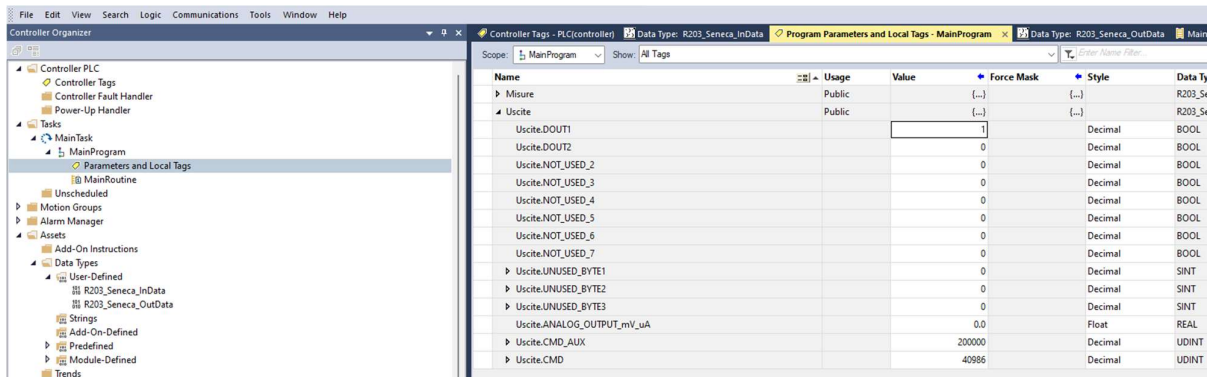 File Edit View Search Logic Communications Tools Window Help
Controller Organizer
Controller PLC
Controller Tags
Controller Fault Handler
Power-Up Handler
Tasks
MainTask
MainProgram
Parameters and Local Tags
MainRoutine
Unscheduled
Motion Groups
Alarm Manager
Assets
Add-On Instructions
Data Types
User-Defined
R203_Seneca_InData
R203_Seneca_OutData
Strings
Add-On-Defined
Predefined
Module-Defined
Trends
Controller Tags - PLC(controller) Data Type: R203_Seneca_InData Program Parameters and Local Tags - MainProgram Data Type: R203_Seneca_OutData Main
Scope: MainProgram Show: All Tags Enter Name Filter...
Name Usage Value Force Mask Style Data Ty
Misure Public {...} {...} R203_Se
Uscite Public {...} {...} R203_Se
Uscite.DOUT1 1 Decimal BOOL
Uscite.DOUT2 0 Decimal BOOL
Uscite.NOT_USED_2 0 Decimal BOOL
Uscite.NOT_USED_3 0 Decimal BOOL
Uscite.NOT_USED_4 0 Decimal BOOL
Uscite.NOT_USED_5 0 Decimal BOOL
Uscite.NOT_USED_6 0 Decimal BOOL
Uscite.NOT_USED_7 0 Decimal BOOL
Uscite.UNUSED_BYTE1 0 Decimal SINT
Uscite.UNUSED_BYTE2 0 Decimal SINT
Uscite.UNUSED_BYTE3 0 Decimal SINT
Uscite.ANALOG_OUTPUT_mV_uA 0.0 Float REAL
Uscite.CMD_AUX 200000 Decimal UDINT
Uscite.CMD 40986 Decimal UDINT